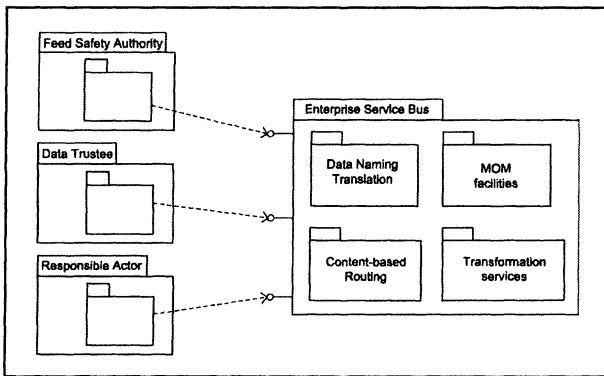 Feed Safety Authority
Enterprise Service Bus
Data Naming
Translation
MOM
facilities
Data Trustee
Content-based
Routing
Transformation
services
Responsible Actor